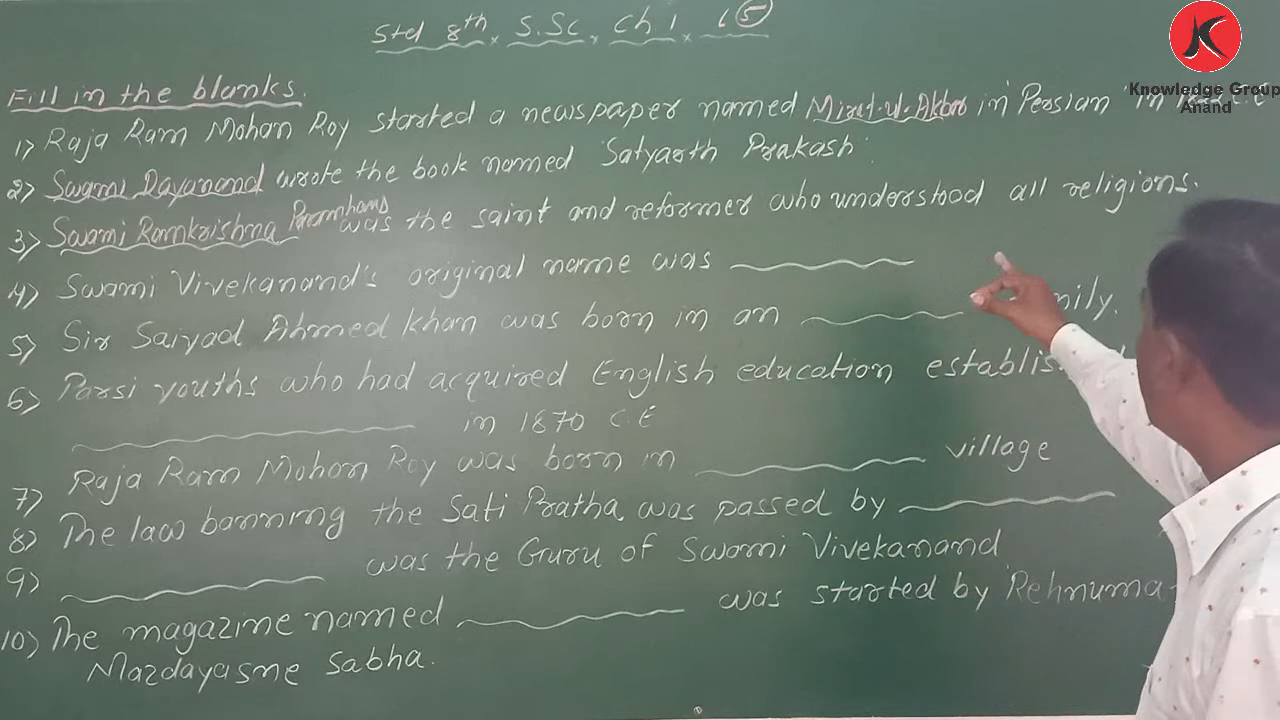 Std 8th, S.Sc, Ch.1, L(5)
Knowledge Group
Anand
Fill in the blanks.
1) Raja Ram Mohan Roy started a newspaper named Mirat-ul-Akbar in 'Persian' in
2) Swami Dayanand wrote the book named 'Satyarth Prakash'.
3) Swami Ramkrishna Paramhans was the saint and reformer who understood all religions.
4) Swami Vivekanand's original name was
5) Sir Saiyad Ahmed Khan was born in an mily.
6) Parsi youths who had acquired English education establis
in 1870 C.E
7) Raja Ram Mohan Roy was born in village
8) The law banning the Sati Pratha was passed by
9) was the Guru of Swami Vivekanand
10) The magazine named was started by Rehnuma-
Mazdayasne Sabha.